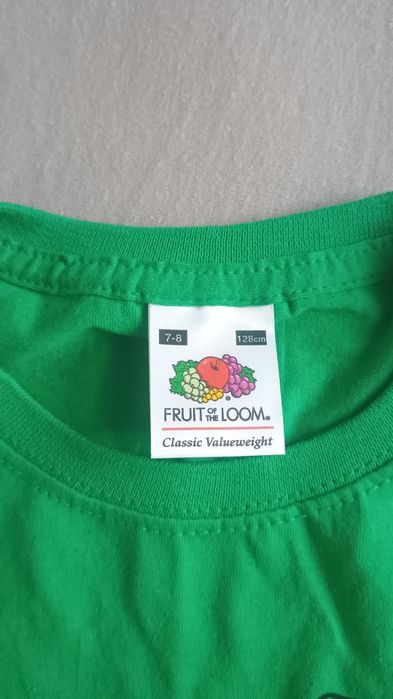 7-8 128cm
FRUIT OF THE LOOM®
Classic Valueweight